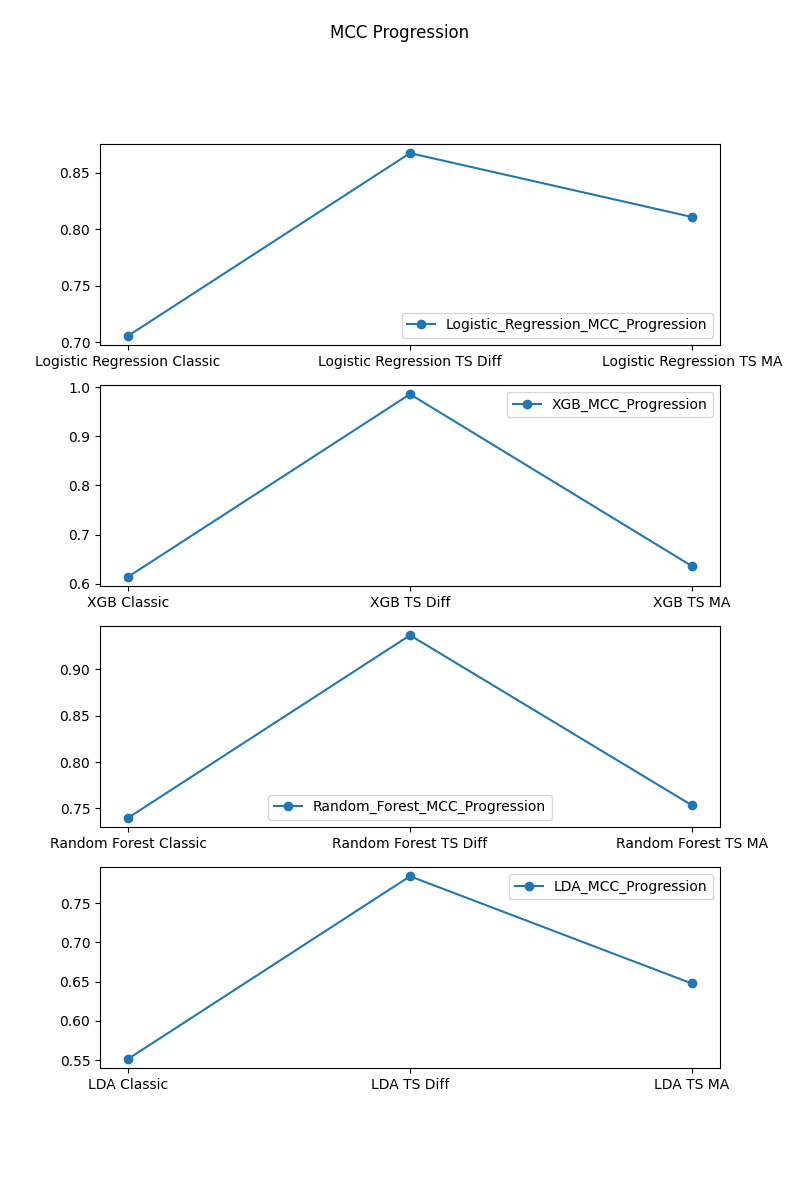 MCC Progression
0.85
0.80
0.75
0.70
Logistic_Regression_MCC_Progression
Logistic Regression Classic Logistic Regression TS Diff Logistic Regression TS MA
1.0
0.9
0.8
0.7
0.6
XGB_MCC_Progression
XGB Classic XGB TS Diff XGB TS MA
0.90
0.85
0.80
0.75
Random_Forest_MCC_Progression
Random Forest Classic Random Forest TS Diff Random Forest TS MA
0.75
0.70
0.65
0.60
0.55
LDA_MCC_Progression
LDA Classic LDA TS Diff LDA TS MA